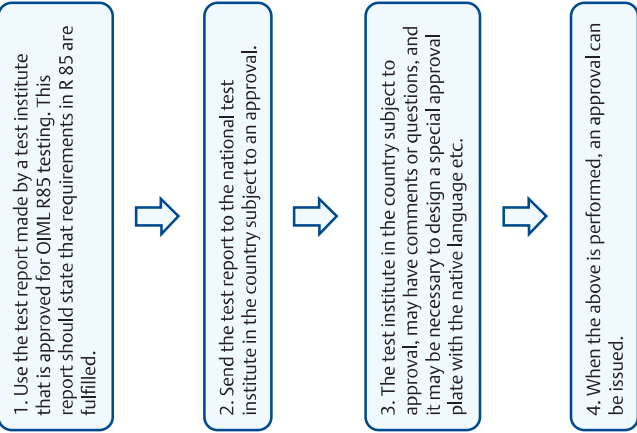 1. Use the test report made by a test institute
that is approved for OIML R85 testing. This
report should state that requirements in R 85 are
fulfilled.
2. Send the test report to the national test
institute in the country subject to an approval.
3. The test institute in the country subject to
approval, may have comments or questions, and
it may be necessary to design a special approval
plate with the native language etc.
4. When the above is performed, an approval can
be issued.